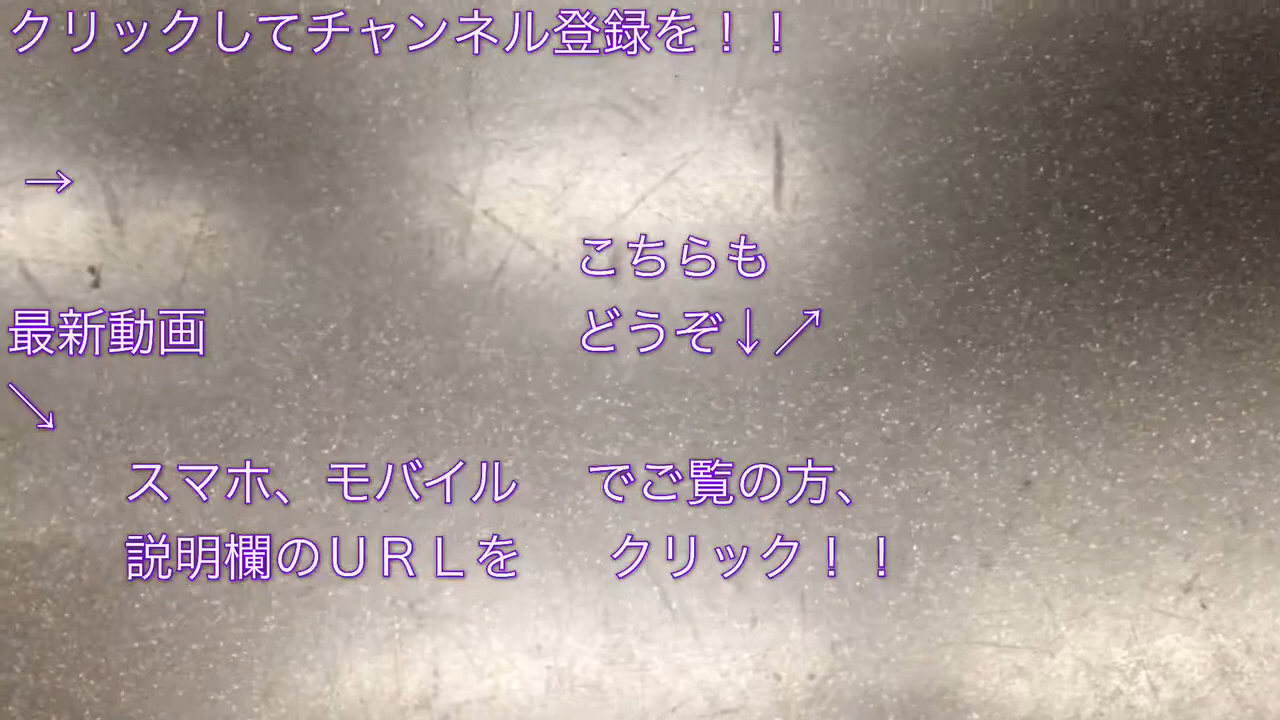 クリックしてチャンネル登録を！！
→
こちらも
最新動画
どうぞ↓↗
↘
スマホ、モバイル　でご覧の方、
説明欄のＵＲＬを　クリック！！